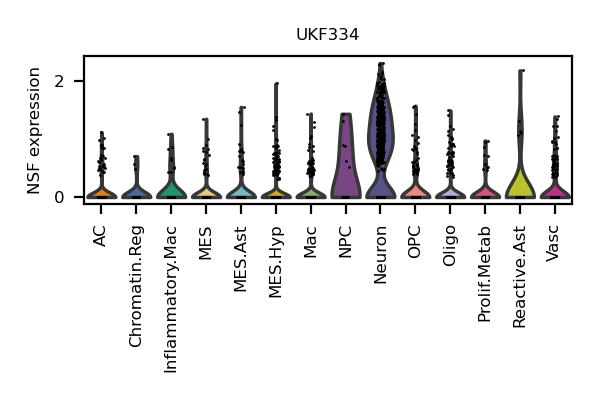 UKF334
NSF expression
2
0
AC
Chromatin.Reg
Inflammatory.Mac
MES
MES.Ast
MES.Hyp
Mac
NPC
Neuron
OPC
Oligo
Prolif.Metab
Reactive.Ast
Vasc